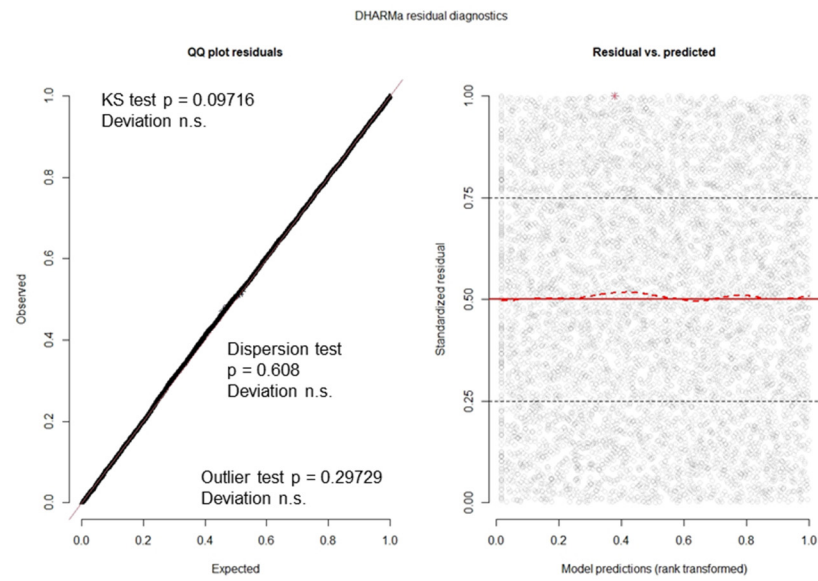 DHARMa residual diagnostics
QQ plot residuals
KS test p = 0.09716
Deviation n.s.
Dispersion test
p = 0.608
Deviation n.s.
Outlier test p = 0.29729
Deviation n.s.
Observed
0.0 0.2 0.4 0.6 0.8 1.0
0.0 0.2 0.4 0.6 0.8 1.0
Expected
Residual vs. predicted
Standardized residual
0.00 0.25 0.50 0.75 1.00
0.0 0.2 0.4 0.6 0.8 1.0
Model predictions (rank transformed)